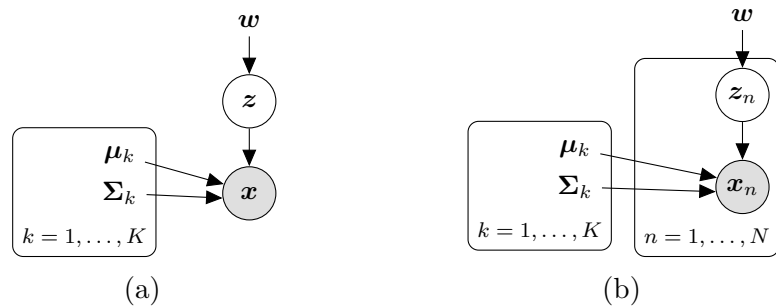 w
z
μ_k
Σ_k
x
k = 1, . . . , K
(a)
w
z_n
μ_k
Σ_k
x_n
k = 1, . . . , K
n = 1, . . . , N
(b)